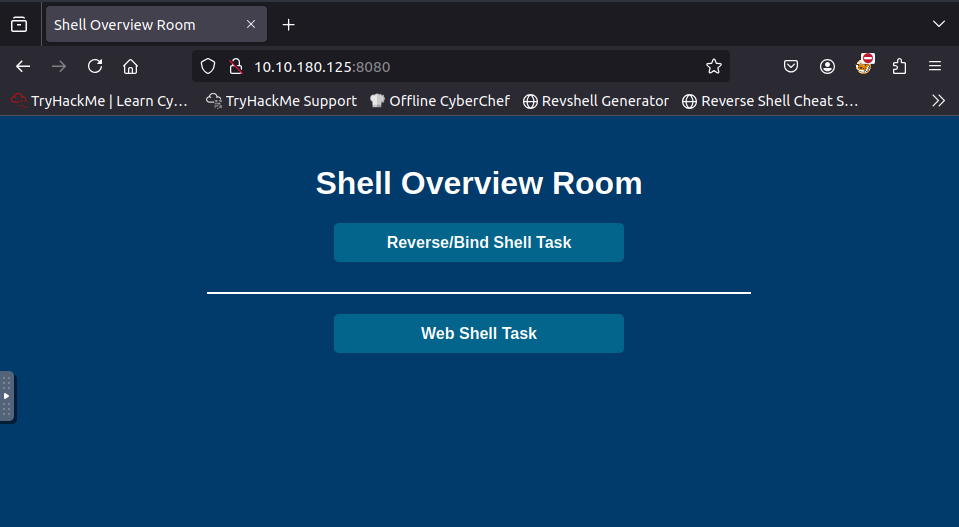 Shell Overview Room
10.10.180.125:8080
TryHackMe | Learn Cy…
TryHackMe Support
Offline CyberChef
Revshell Generator
Reverse Shell Cheat S…
Shell Overview Room
Reverse/Bind Shell Task
Web Shell Task